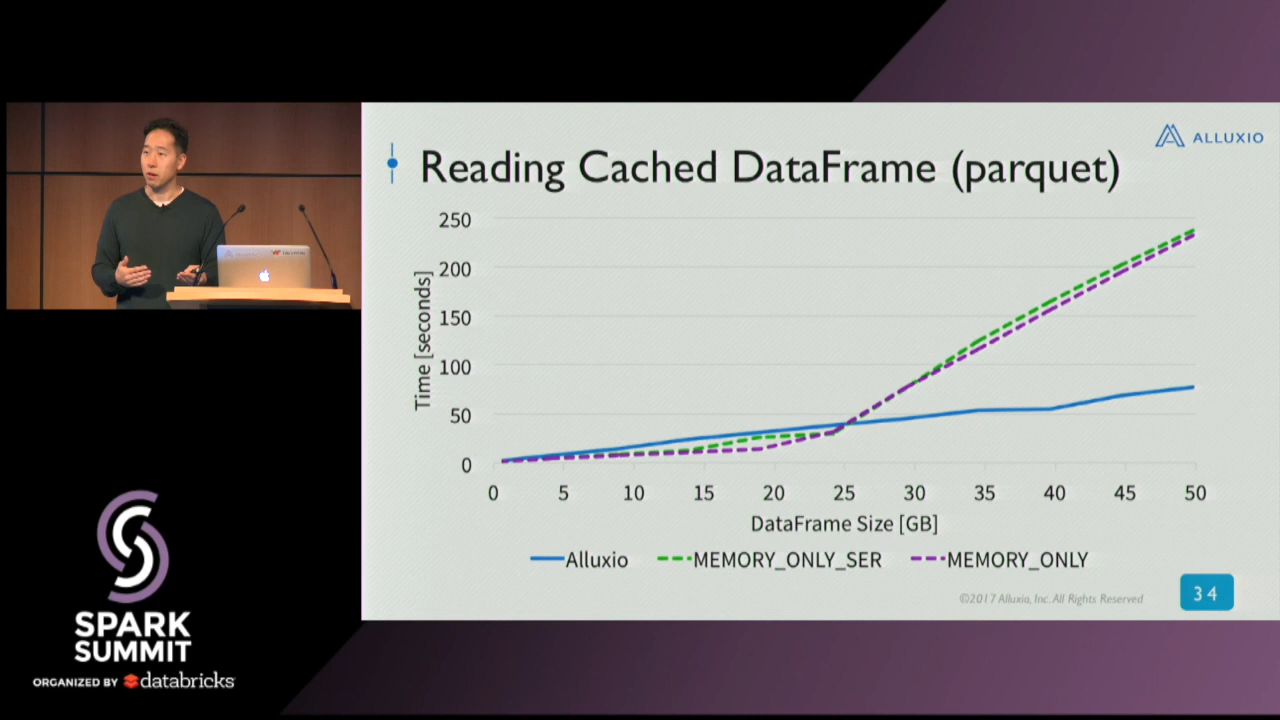 ALLUXIO
Reading Cached DataFrame (parquet)
250
200
150
100
50
0
Time [seconds]
0 5 10 15 20 25 30 35 40 45 50
DataFrame Size [GB]
Alluxio MEMORY_ONLY_SER MEMORY_ONLY
©2017 Alluxio, Inc. All Rights Reserved
34
SPARK
SUMMIT
ORGANIZED BY databricks